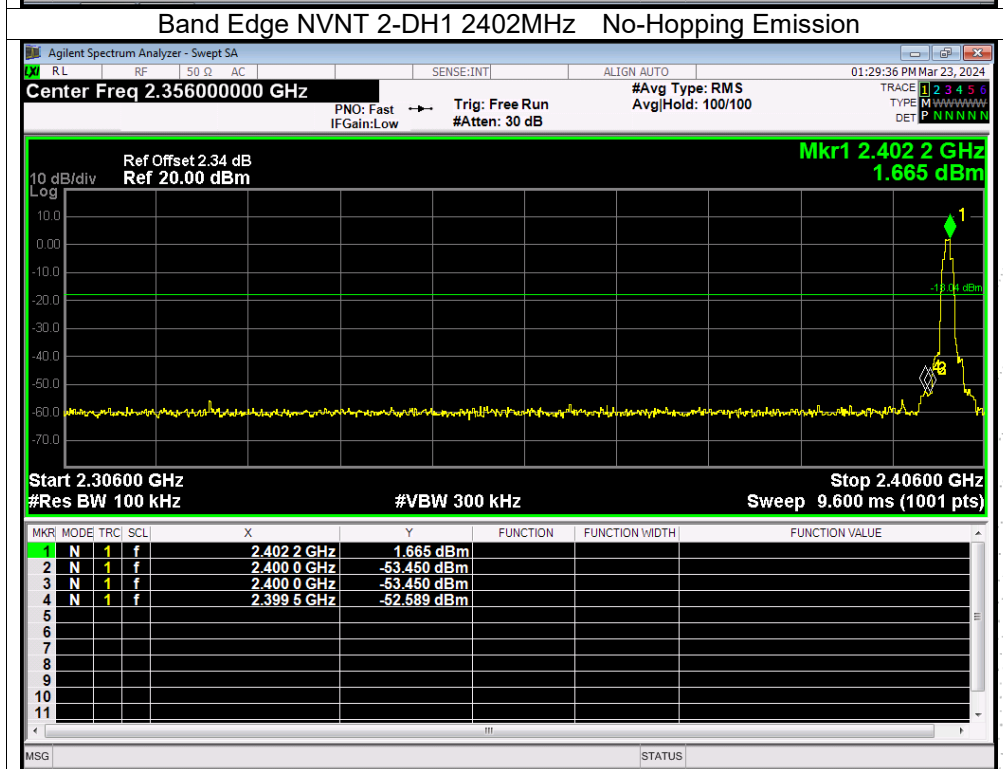 Band Edge NVNT 2-DH1 2402MHz No-Hopping Emission
Agilent Spectrum Analyzer - Swept SA
LXI RL RF 50 Ω AC SENSE:INT ALIGN AUTO 01:29:36 PM Mar 23, 2024
Center Freq 2.356000000 GHz #Avg Type: RMS TRACE 1 2 3 4 5 6
PNO: Fast Trig: Free Run Avg|Hold: 100/100 TYPE M WWWWW
IFGain:Low #Atten: 30 dB DET P N N N N N
Mkr1 2.402 2 GHz
Ref Offset 2.34 dB
10 dB/div Ref 20.00 dBm 1.665 dBm
Log
10.0
1
0.00
-10.0
-18.04 dBm
-20.0
-30.0
-40.0
-50.0
-60.0
-70.0
Start 2.30600 GHz Stop 2.40600 GHz
#Res BW 100 kHz #VBW 300 kHz Sweep 9.600 ms (1001 pts)
MKR MODE TRC SCL X Y FUNCTION FUNCTION WIDTH FUNCTION VALUE
1 N 1 f 2.402 2 GHz 1.665 dBm
2 N 1 f 2.400 0 GHz -53.450 dBm
3 N 1 f 2.400 0 GHz -53.450 dBm
4 N 1 f 2.399 5 GHz -52.589 dBm
5
6
7
8
9
10
11
MSG STATUS